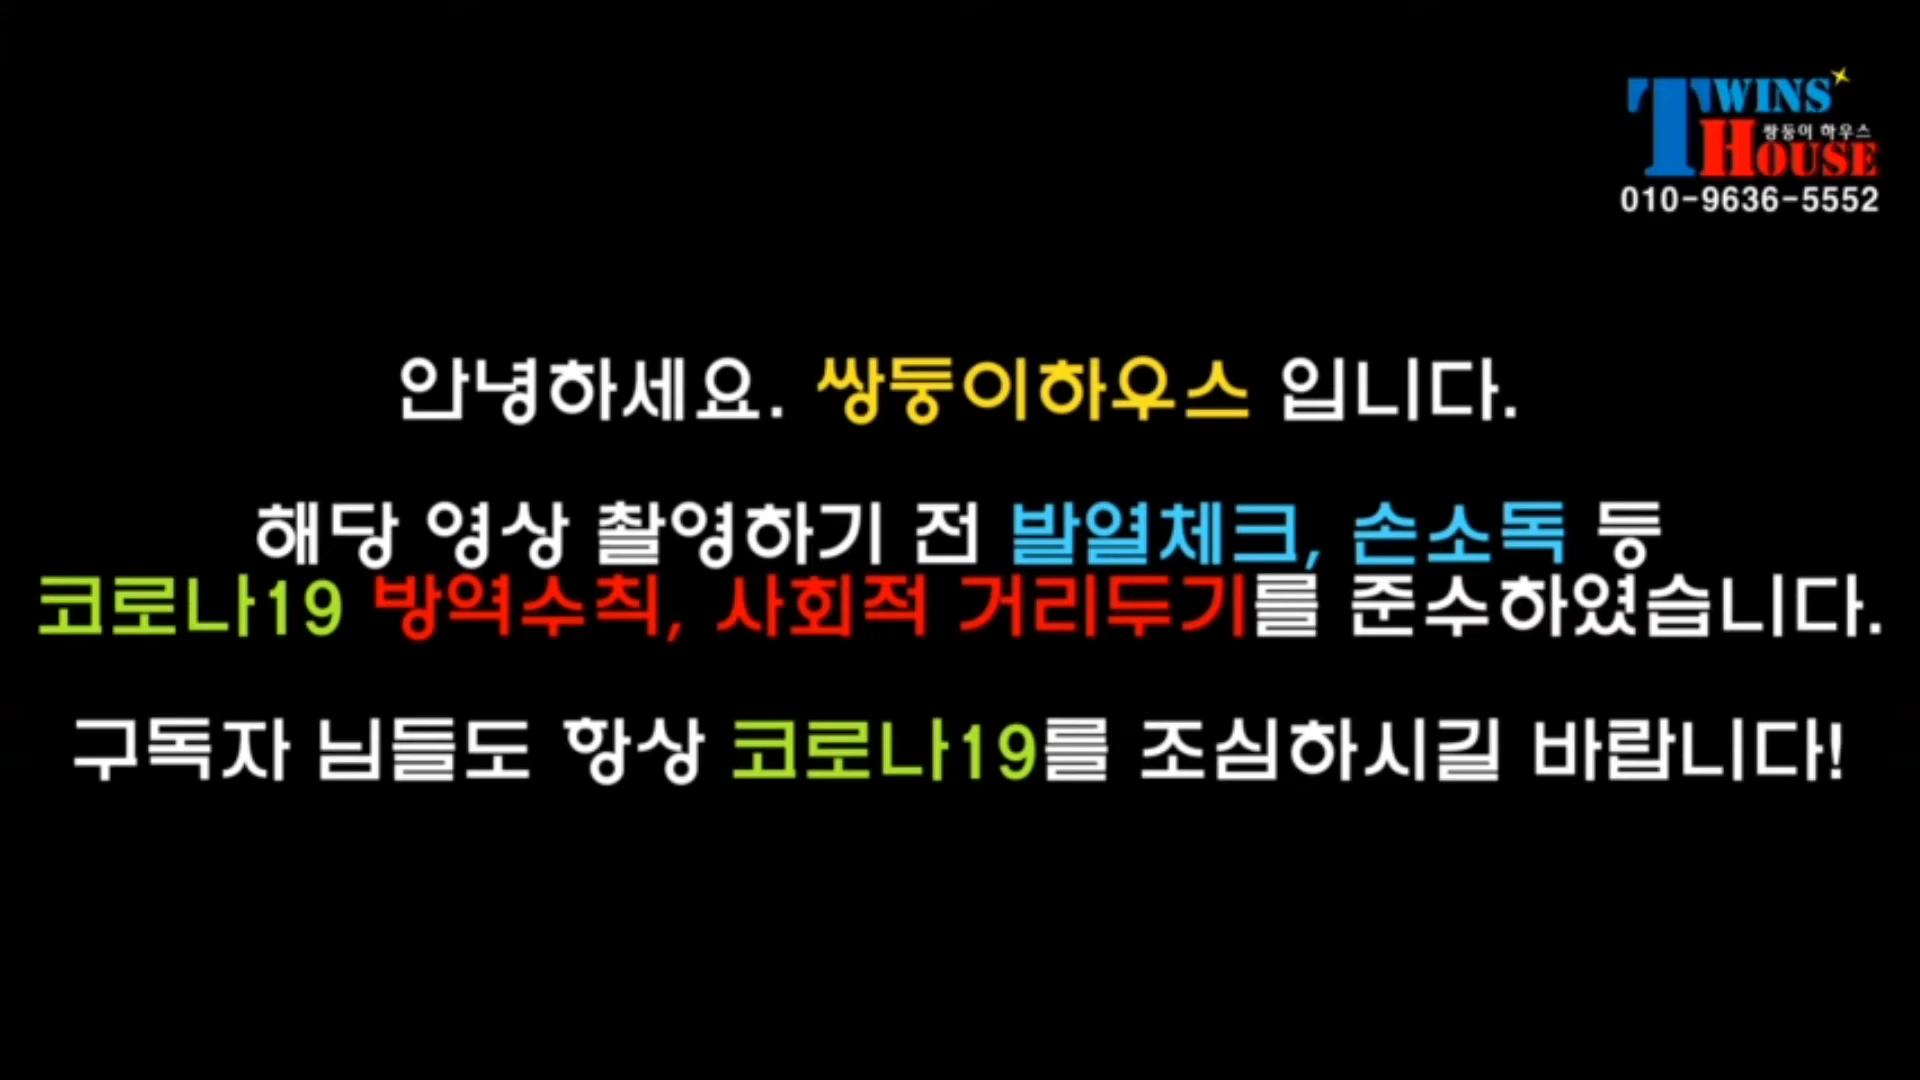 TWINS
쌍둥이 하우스
HOUSE
010-9636-5552
안녕하세요. 쌍둥이하우스 입니다.
해당 영상 촬영하기 전 발열체크, 손소독 등
코로나19 방역수칙, 사회적 거리두기를 준수하였습니다.
구독자 님들도 항상 코로나19를 조심하시길 바랍니다!